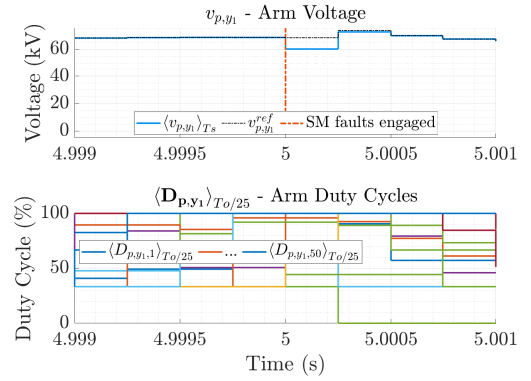 v_{p,y_1} - Arm Voltage
Voltage (kV)
60
40
20
0
⟨v_{p,y_1}⟩_{Ts} v^{ref}_{p,y_1} SM faults engaged
4.999 4.9995 5 5.0005 5.001
⟨D_{p,y_1}⟩_{To/25} - Arm Duty Cycles
Duty Cycle (%)
100
50
0
⟨D_{p,y_1,1}⟩_{To/25} ... ⟨D_{p,y_1,50}⟩_{To/25}
4.999 4.9995 5 5.0005 5.001
Time (s)